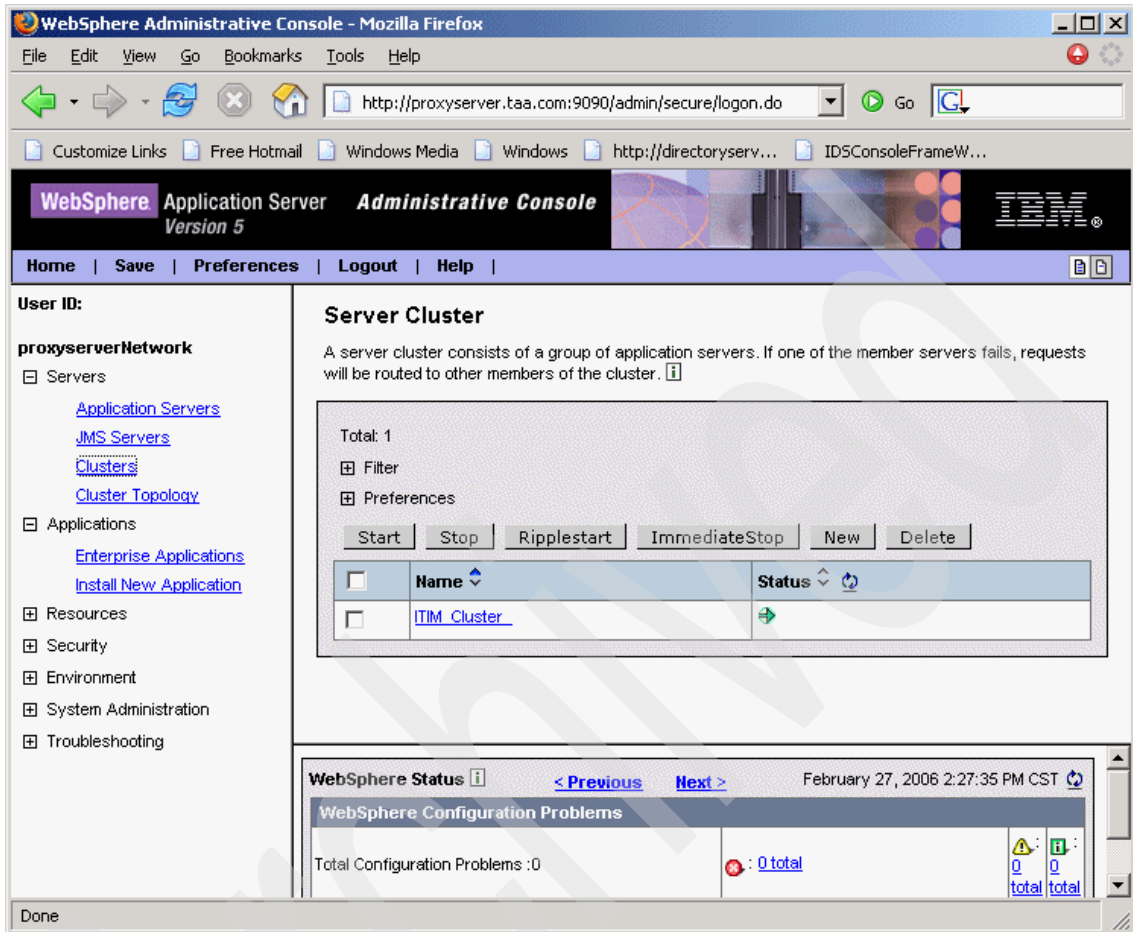 WebSphere Administrative Console - Mozilla Firefox
File Edit View Go Bookmarks Tools Help
http://proxyserver.taa.com:9090/admin/secure/logon.do Go G
Customize Links Free Hotmail Windows Media Windows http://directoryserv... IDSConsoleFrameW...
WebSphere. Application Server Administrative Console
Version 5
IBM®
Home | Save | Preferences | Logout | Help |
User ID:
proxyserverNetwork
Servers
Application Servers
JMS Servers
Clusters
Cluster Topology
Applications
Enterprise Applications
Install New Application
Resources
Security
Environment
System Administration
Troubleshooting
Server Cluster
A server cluster consists of a group of application servers. If one of the member servers fails, requests
will be routed to other members of the cluster. i
Total: 1
Filter
Preferences
Start Stop Ripplestart ImmediateStop New Delete
Name Status
ITIM_Cluster_
WebSphere Status i < Previous Next > February 27, 2006 2:27:35 PM CST
WebSphere Configuration Problems
Total Configuration Problems :0 : 0 total : 0 total : 0 total
Done
Archived